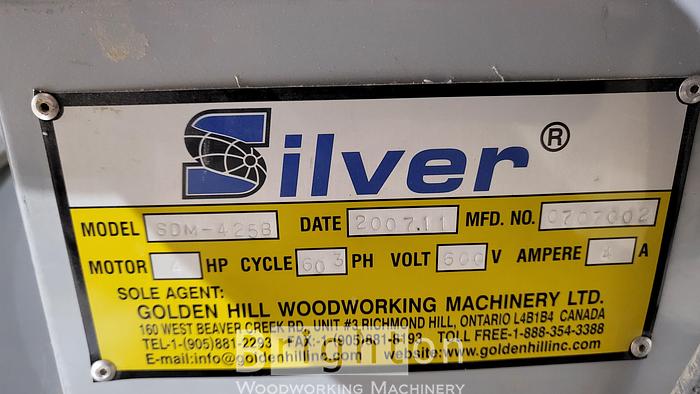 Silver ®
MODEL SDM-425B DATE 2007.11 MFD. NO. 0707002
MOTOR 4 HP CYCLE 60 3 PH VOLT 600 V AMPERE 4 A
SOLE AGENT:
GOLDEN HILL WOODWORKING MACHINERY LTD.
160 WEST BEAVER CREEK RD, UNIT #3 RICHMOND HILL, ONTARIO L4B1B4 CANADA
TEL-1-(905)881-2293 FAX:-1-(905)881-8193 TOLL FREE-1-888-354-3388
E-mail:info@goldenhillinc.com website:www.goldenhillinc.com
Brighton
WOODWORKING MACHINERY